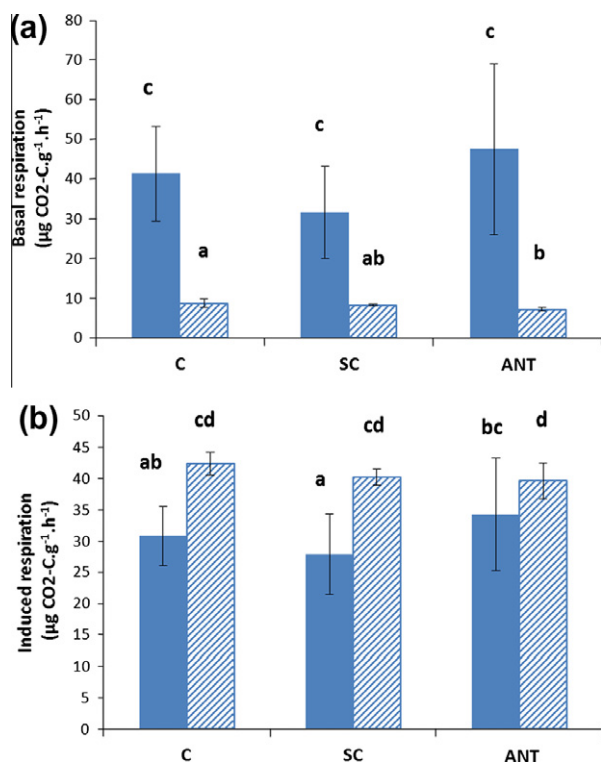 (a)
80
70
60
50
40
30
20
10
0
Basal respiration
(µg CO2-C.g⁻¹.h⁻¹)
c
a
c
ab
c
b
C SC ANT
(b)
50
45
40
35
30
25
20
15
10
5
0
Induced respiration
(µg CO2-C.g⁻¹.h⁻¹)
ab
cd
a
cd
bc
d
C SC ANT